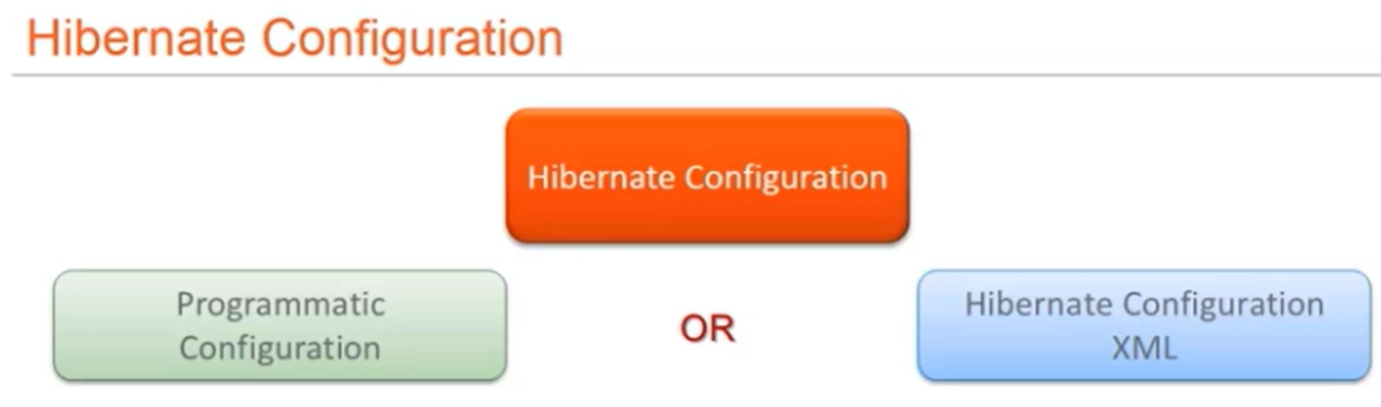 Hibernate Configuration
Hibernate Configuration
Programmatic
Configuration
OR
Hibernate Configuration
XML